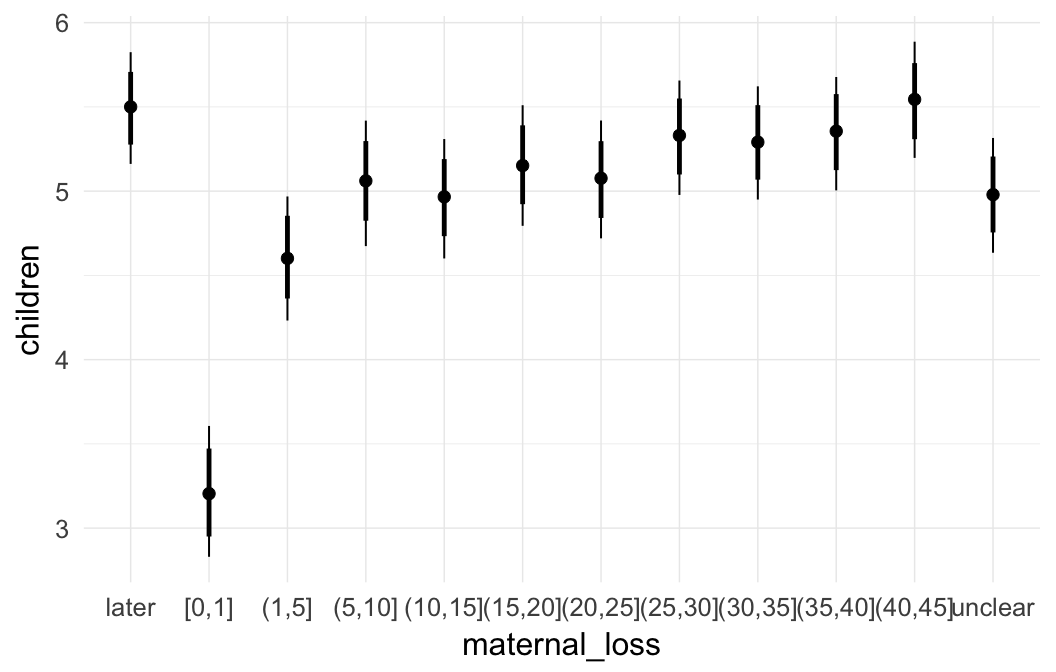 6
5
4
3
children
later [0,1] (1,5] (5,10] (10,15] (15,20] (20,25] (25,30] (30,35] (35,40] (40,45] unclear
maternal_loss